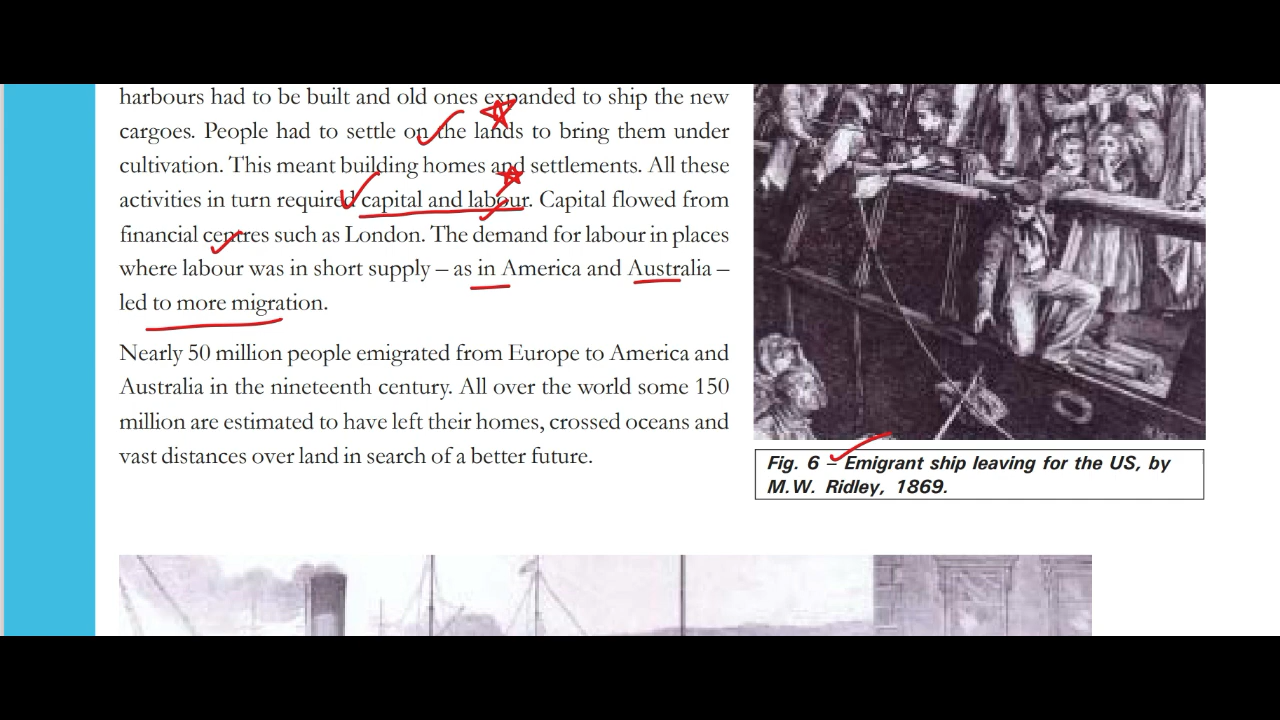 harbours had to be built and old ones expanded to ship the new
cargoes. People had to settle on the lands to bring them under
cultivation. This meant building homes and settlements. All these
activities in turn required capital and labour. Capital flowed from
financial centres such as London. The demand for labour in places
where labour was in short supply – as in America and Australia –
led to more migration.
Nearly 50 million people emigrated from Europe to America and
Australia in the nineteenth century. All over the world some 150
million are estimated to have left their homes, crossed oceans and
vast distances over land in search of a better future.
Fig. 6 – Emigrant ship leaving for the US, by
M.W. Ridley, 1869.